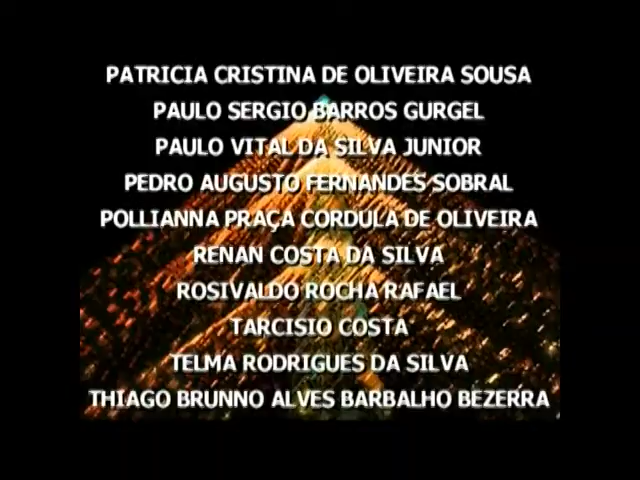 PATRICIA CRISTINA DE OLIVEIRA SOUSA
PAULO SERGIO BARROS GURGEL
PAULO VITAL DA SILVA JUNIOR
PEDRO AUGUSTO FERNANDES SOBRAL
POLLIANNA PRAÇA CORDULA DE OLIVEIRA
RENAN COSTA DA SILVA
ROSIVALDO ROCHA RAFAEL
TARCISIO COSTA
TELMA RODRIGUES DA SILVA
THIAGO BRUNNO ALVES BARBALHO BEZERRA